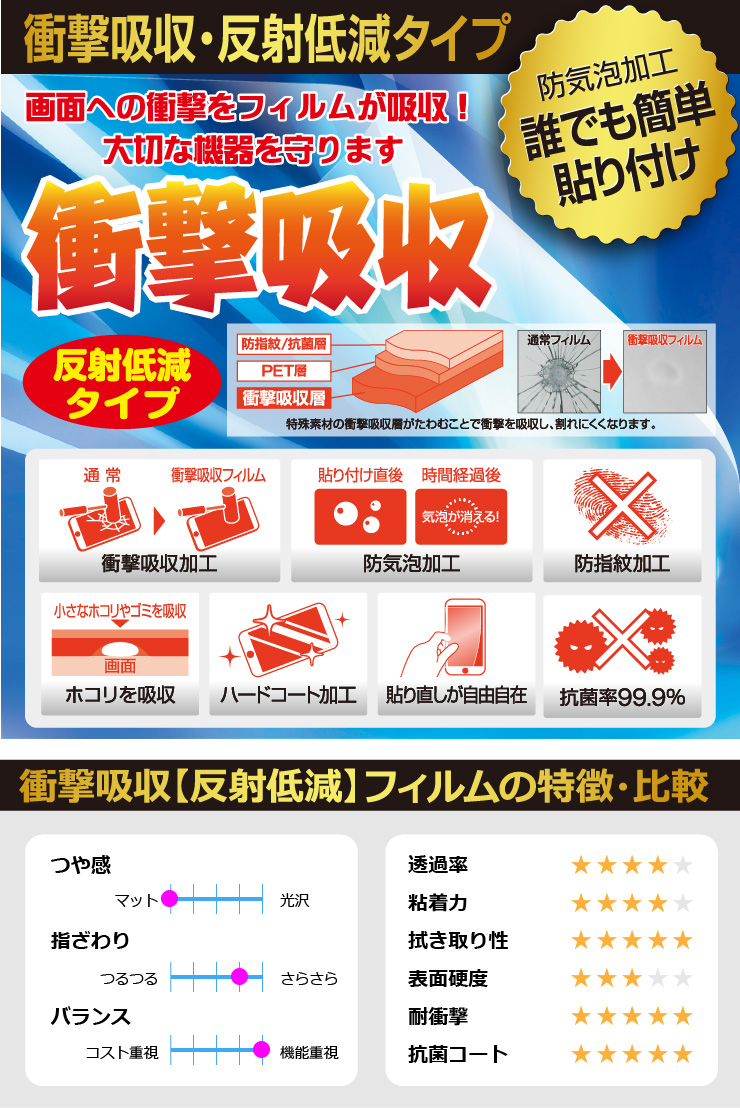 衝撃吸収・反射低減タイプ
防気泡加工
誰でも簡単
貼り付け
画面への衝撃をフィルムが吸収！
大切な機器を守ります
衝撃吸収
反射低減
タイプ
防指紋/抗菌層
PET層
衝撃吸収層
通常フィルム
衝撃吸収フィルム
特殊素材の衝撃吸収層がたわむことで衝撃を吸収し、割れにくくなります。
通常
衝撃吸収フィルム
衝撃吸収加工
貼り付け直後
時間経過後
気泡が消える!
防気泡加工
防指紋加工
小さなホコリやゴミを吸収
画面
ホコリを吸収
ハードコート加工
貼り直しが自由自在
抗菌率99.9%
衝撃吸収【反射低減】フィルムの特徴・比較
つや感
マット
光沢
指ざわり
つるつる
さらさら
バランス
コスト重視
機能重視
透過率 ★★★★★
粘着力 ★★★★★
拭き取り性 ★★★★★
表面硬度 ★★★★★
耐衝撃 ★★★★★
抗菌コート ★★★★★